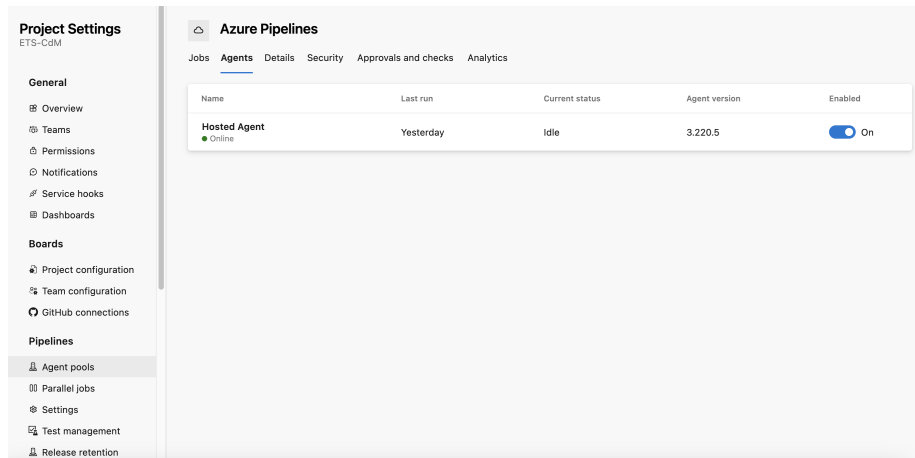 Project Settings
ETS-CdM
General
Overview
Teams
Permissions
Notifications
Service hooks
Dashboards
Boards
Project configuration
Team configuration
GitHub connections
Pipelines
Agent pools
Parallel jobs
Settings
Test management
Release retention
Azure Pipelines
Jobs Agents Details Security Approvals and checks Analytics
Name Last run Current status Agent version Enabled
Hosted Agent Yesterday Idle 3.220.5 On
Online